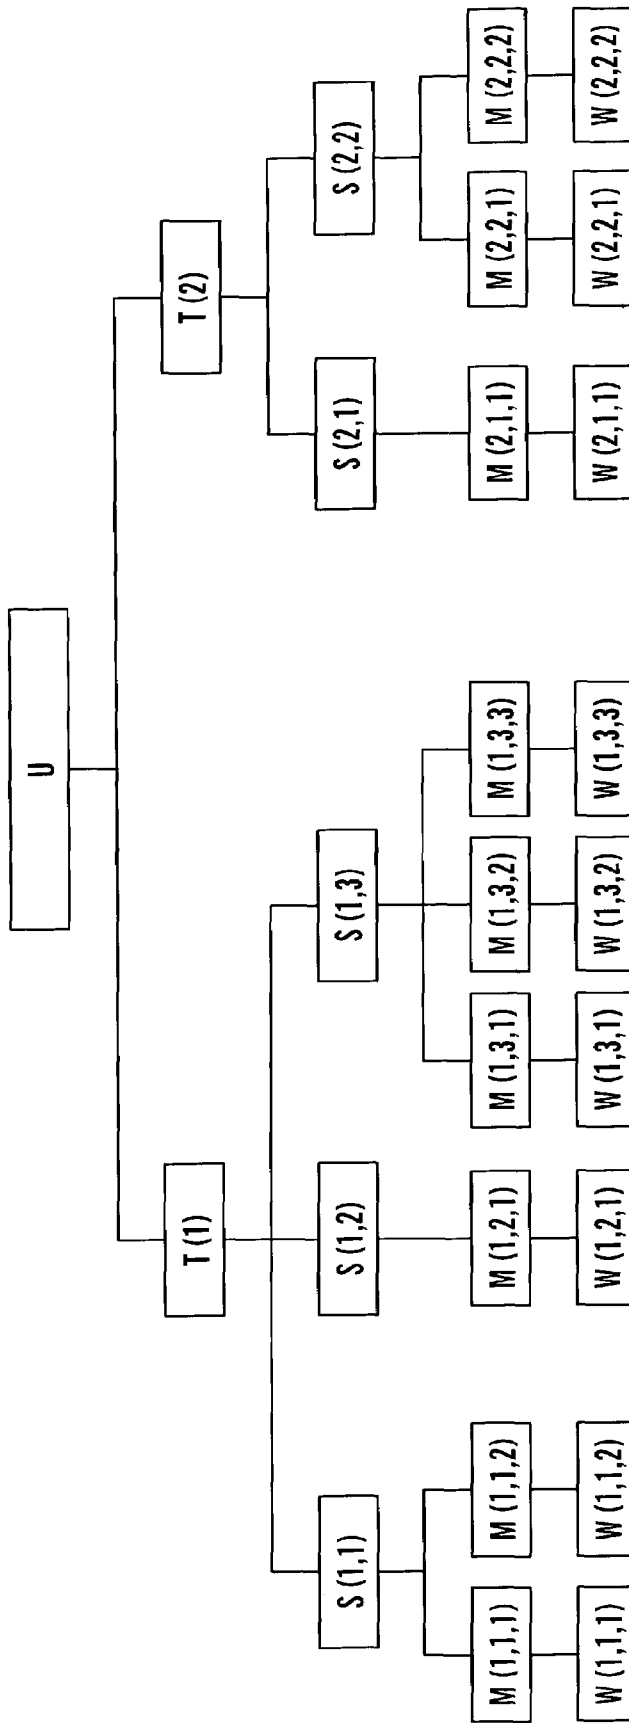 U
T (1)
T (2)
S (1,1)
S (1,2)
S (1,3)
S (2,1)
S (2,2)
M (1,1,1)
M (1,1,2)
M (1,2,1)
M (1,3,1)
M (1,3,2)
M (1,3,3)
M (2,1,1)
M (2,2,1)
M (2,2,2)
W (1,1,1)
W (1,1,2)
W (1,2,1)
W (1,3,1)
W (1,3,2)
W (1,3,3)
W (2,1,1)
W (2,2,1)
W (2,2,2)